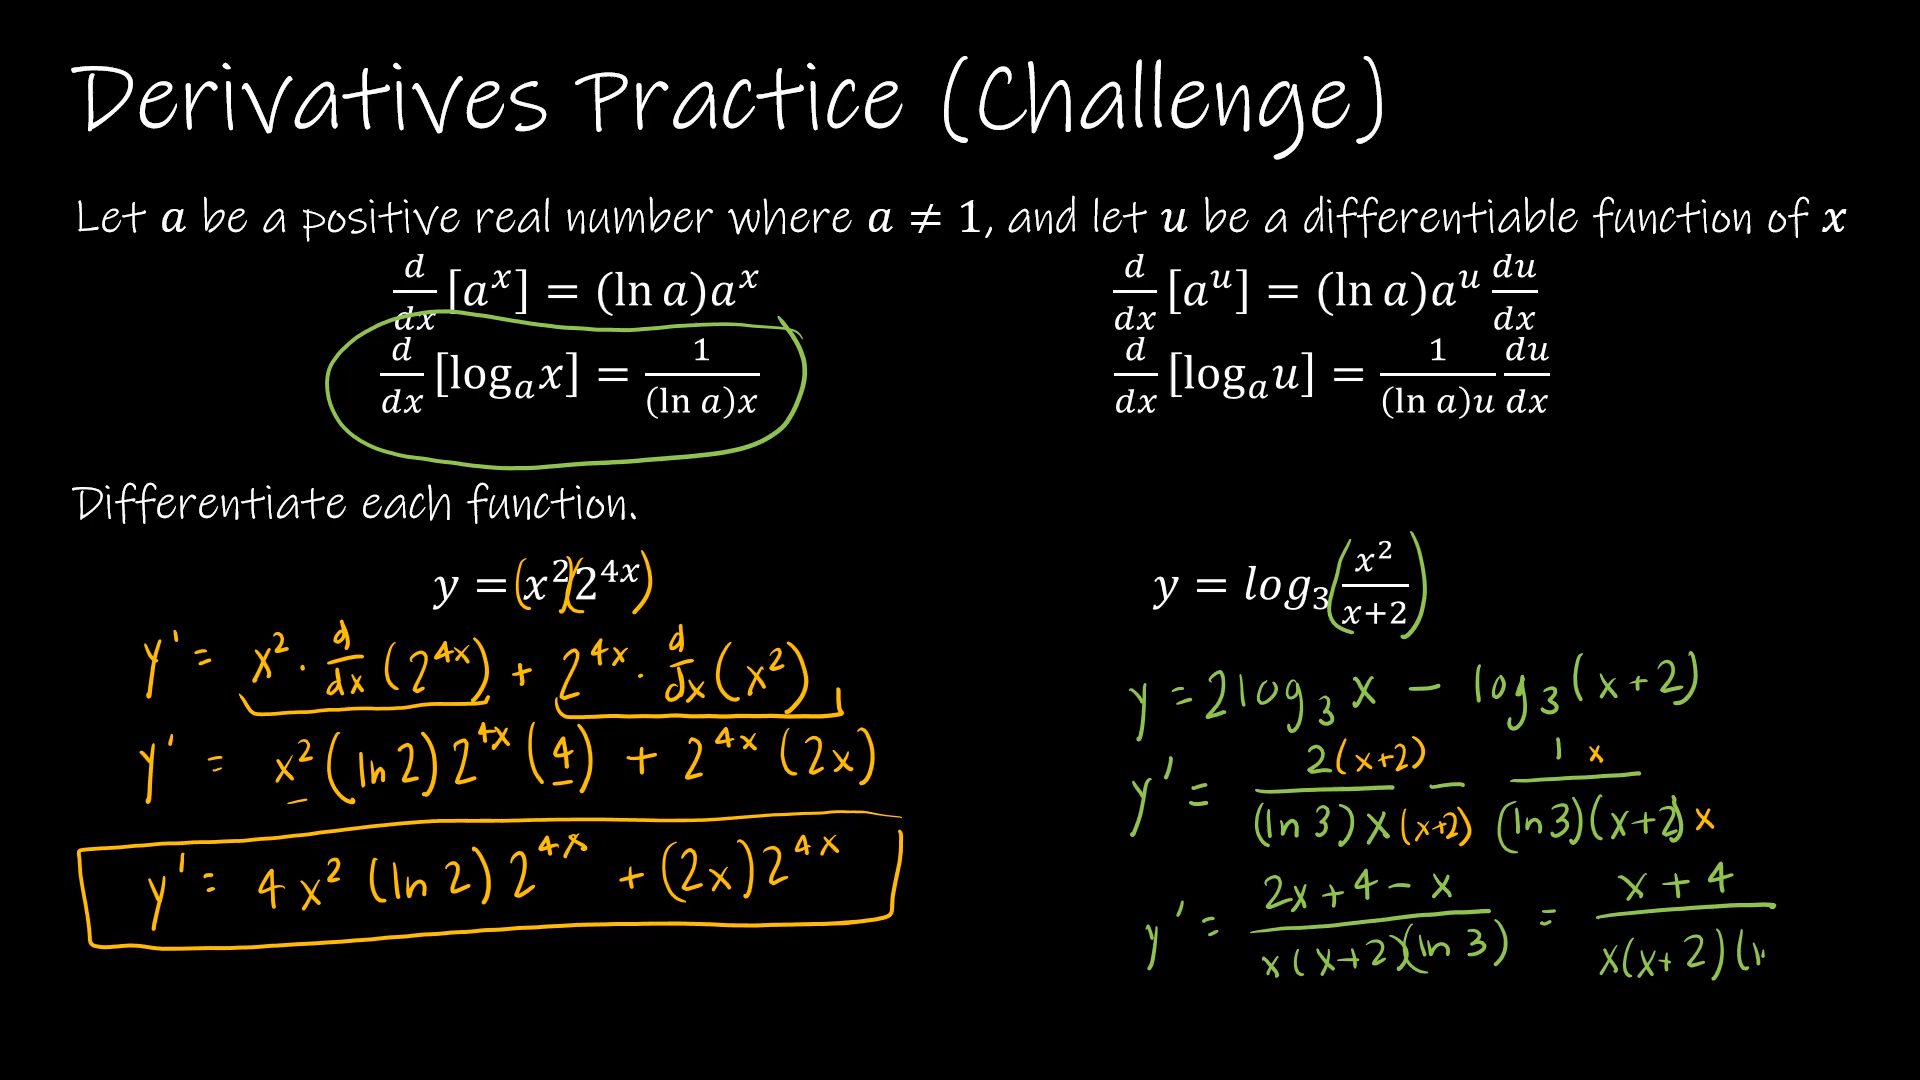 Derivatives Practice (Challenge)
Let a be a positive real number where a ≠ 1, and let u be a differentiable function of x
d/dx [a^x] = (ln a)a^x
d/dx [log_a x] = 1/((ln a)x)
d/dx [a^u] = (ln a)a^u du/dx
d/dx [log_a u] = 1/((ln a)u) du/dx
Differentiate each function.
y = (x^2)(2^{4x})
y' = x^2 · d/dx (2^{4x}) + 2^{4x} · d/dx (x^2)
y' = x^2 (ln 2) 2^{4x} (4) + 2^{4x} (2x)
y' = 4x^2 (ln 2) 2^{4x} + (2x) 2^{4x}
y = log_3 (x^2/(x+2))
y = 2 log_3 x − log_3 (x+2)
y' = 2(x+2)/((ln 3) x (x+2)) − 1 x/((ln 3)(x+2) x)
y' = (2x+4−x)/(x(x+2)(ln 3)) = (x+4)/(x(x+2)(l